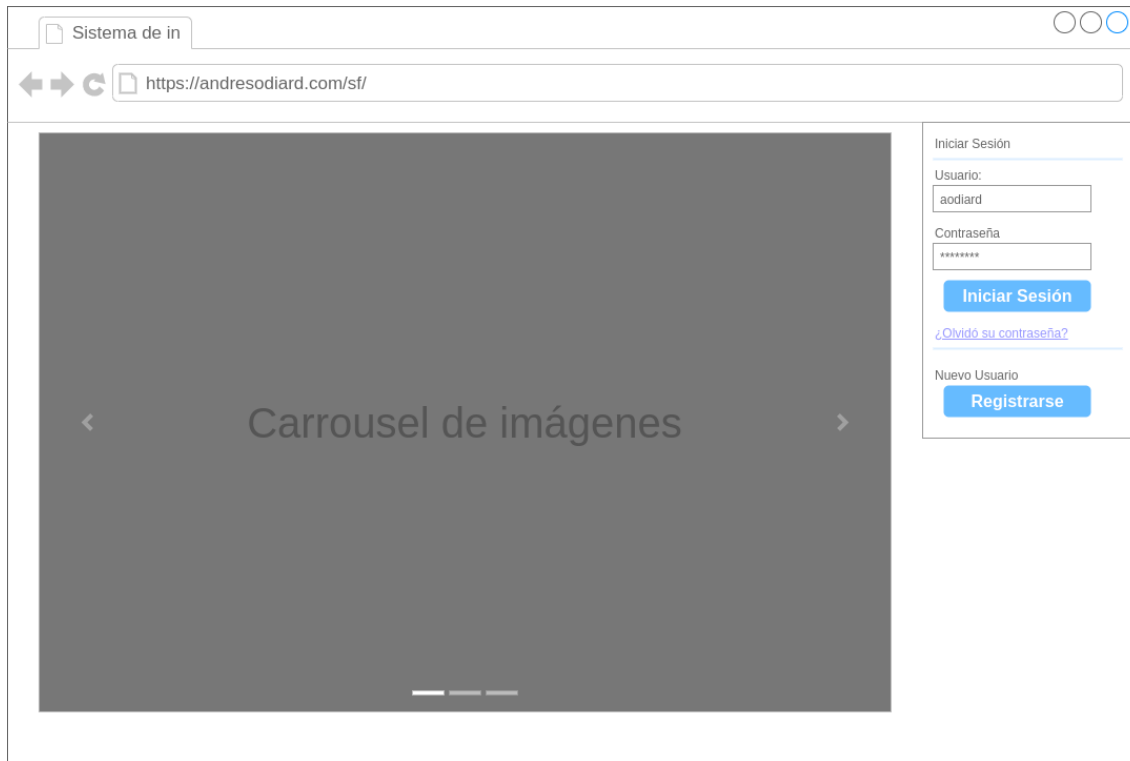 Sistema de in
https://andresodiard.com/sf/
Carrousel de imágenes
Iniciar Sesión
Usuario:
aodiard
Contraseña
********
Iniciar Sesión
¿Olvidó su contraseña?
Nuevo Usuario
Registrarse